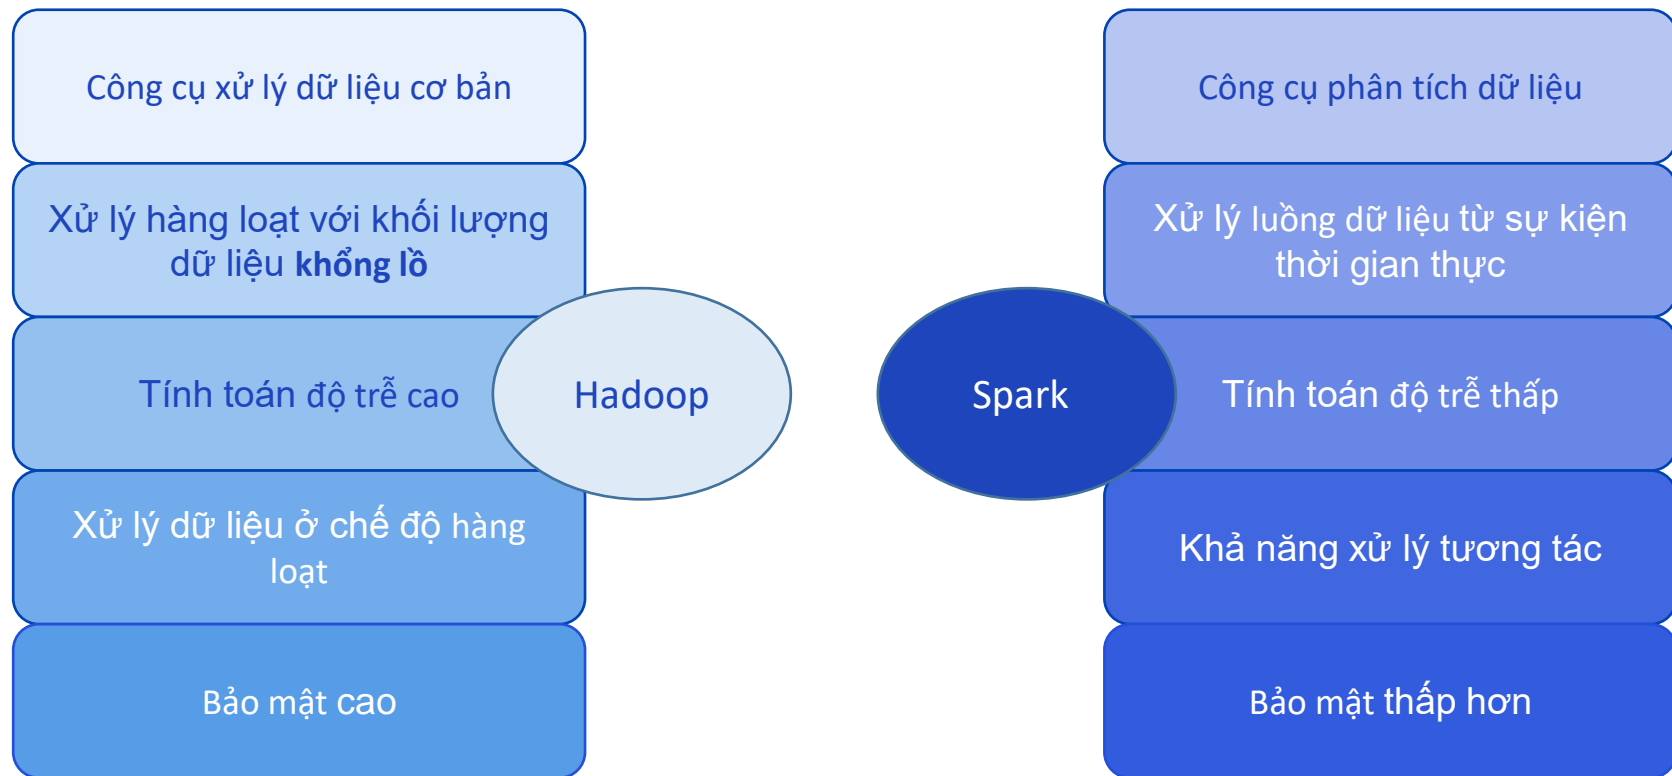 Công cụ xử lý dữ liệu cơ bản
Xử lý hàng loạt với khối lượng
dữ liệu khổng lồ
Tính toán độ trễ cao
Xử lý dữ liệu ở chế độ hàng
loạt
Bảo mật cao
Hadoop
Spark
Công cụ phân tích dữ liệu
Xử lý luồng dữ liệu từ sự kiện
thời gian thực
Tính toán độ trễ thấp
Khả năng xử lý tương tác
Bảo mật thấp hơn